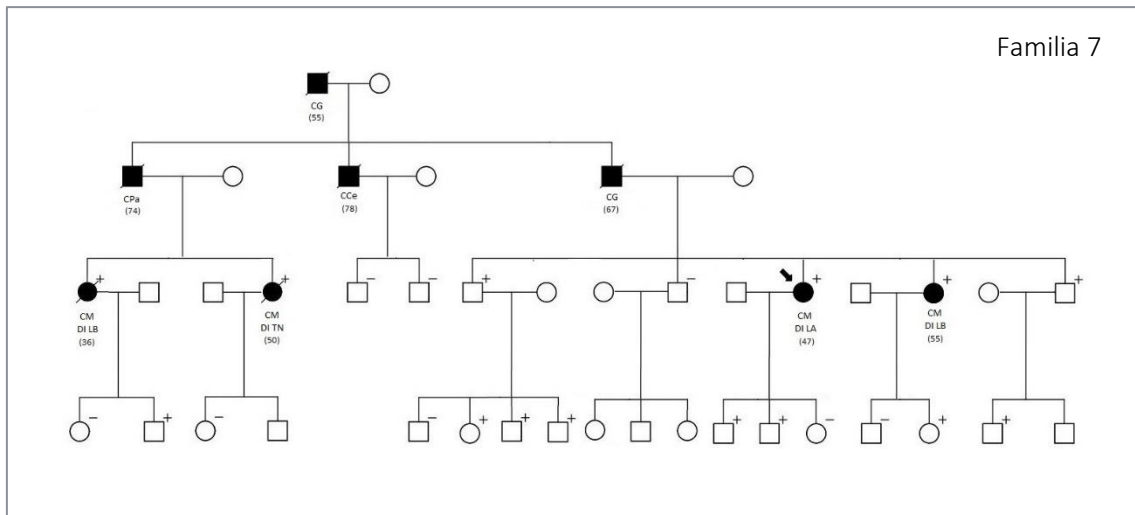 Familia 7
CG
(55)
CPa
(74)
CCe
(78)
CG
(67)
+ + - - + - + + +
CM
DI LB
(36)
CM
DI TN
(50)
CM
DI LA
(47)
CM
DI LB
(55)
- + - - + + + + + - - + +